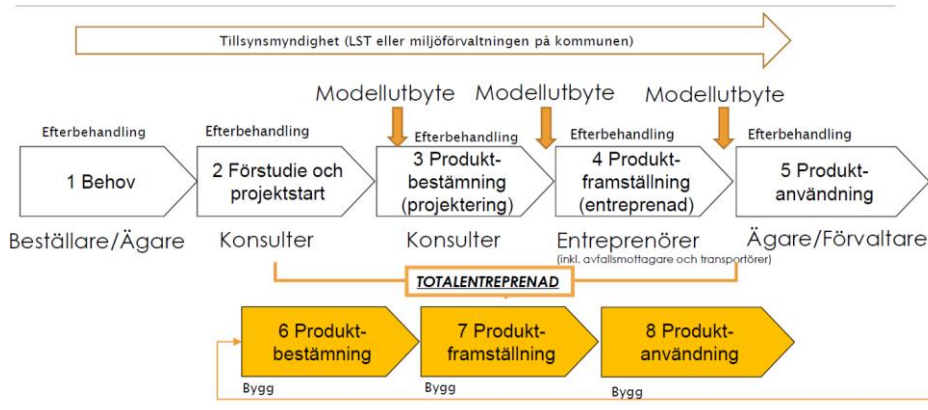 Tillsynsmyndighet (LST eller miljöförvaltningen på kommunen)
Modellutbyte
Modellutbyte
Modellutbyte
Efterbehandling
Efterbehandling
Efterbehandling
Efterbehandling
Efterbehandling
1 Behov
2 Förstudie och
projektstart
3 Produkt-
bestämning
(projektering)
4 Produkt-
framställning
(entreprenad)
5 Produkt-
användning
Beställare/Ägare
Konsulter
Konsulter
Entreprenörer
(inkl. avfallsmottagare och transportörer)
Ägare/Förvaltare
TOTALENTREPRENAD
6 Produkt-
bestämning
7 Produkt-
framställning
8 Produkt-
användning
Bygg
Bygg
Bygg